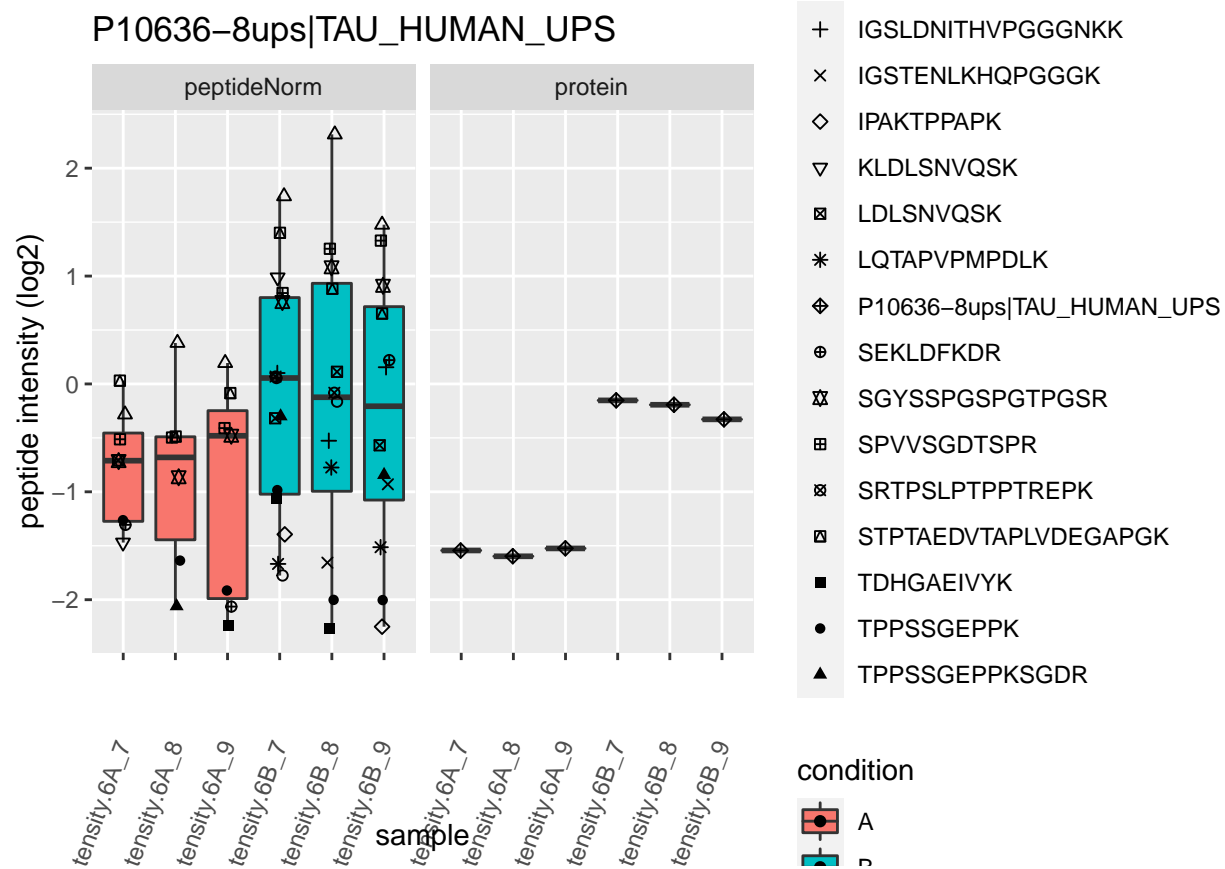 P10636−8ups|TAU_HUMAN_UPS
peptideNorm
protein
peptide intensity (log2)
2
1
0
−1
−2
tensity.6A_7
tensity.6A_8
tensity.6A_9
tensity.6B_7
tensity.6B_8
tensity.6B_9
tensity.6A_7
tensity.6A_8
tensity.6A_9
tensity.6B_7
tensity.6B_8
tensity.6B_9
sample
IGSLDNITHVPGGGNKK
IGSTENLKHQPGGGK
IPAKTPPAPK
KLDLSNVQSK
LDLSNVQSK
LQTAPVPMPDLK
P10636−8ups|TAU_HUMAN_UPS
SEKLDFKDR
SGYSSPGSPGTPGSR
SPVVSGDTSPR
SRTPSLPTPPTREPK
STPTAEDVTAPLVDEGAPGK
TDHGAEIVYK
TPPSSGEPPK
TPPSSGEPPKSGDR
condition
A
B